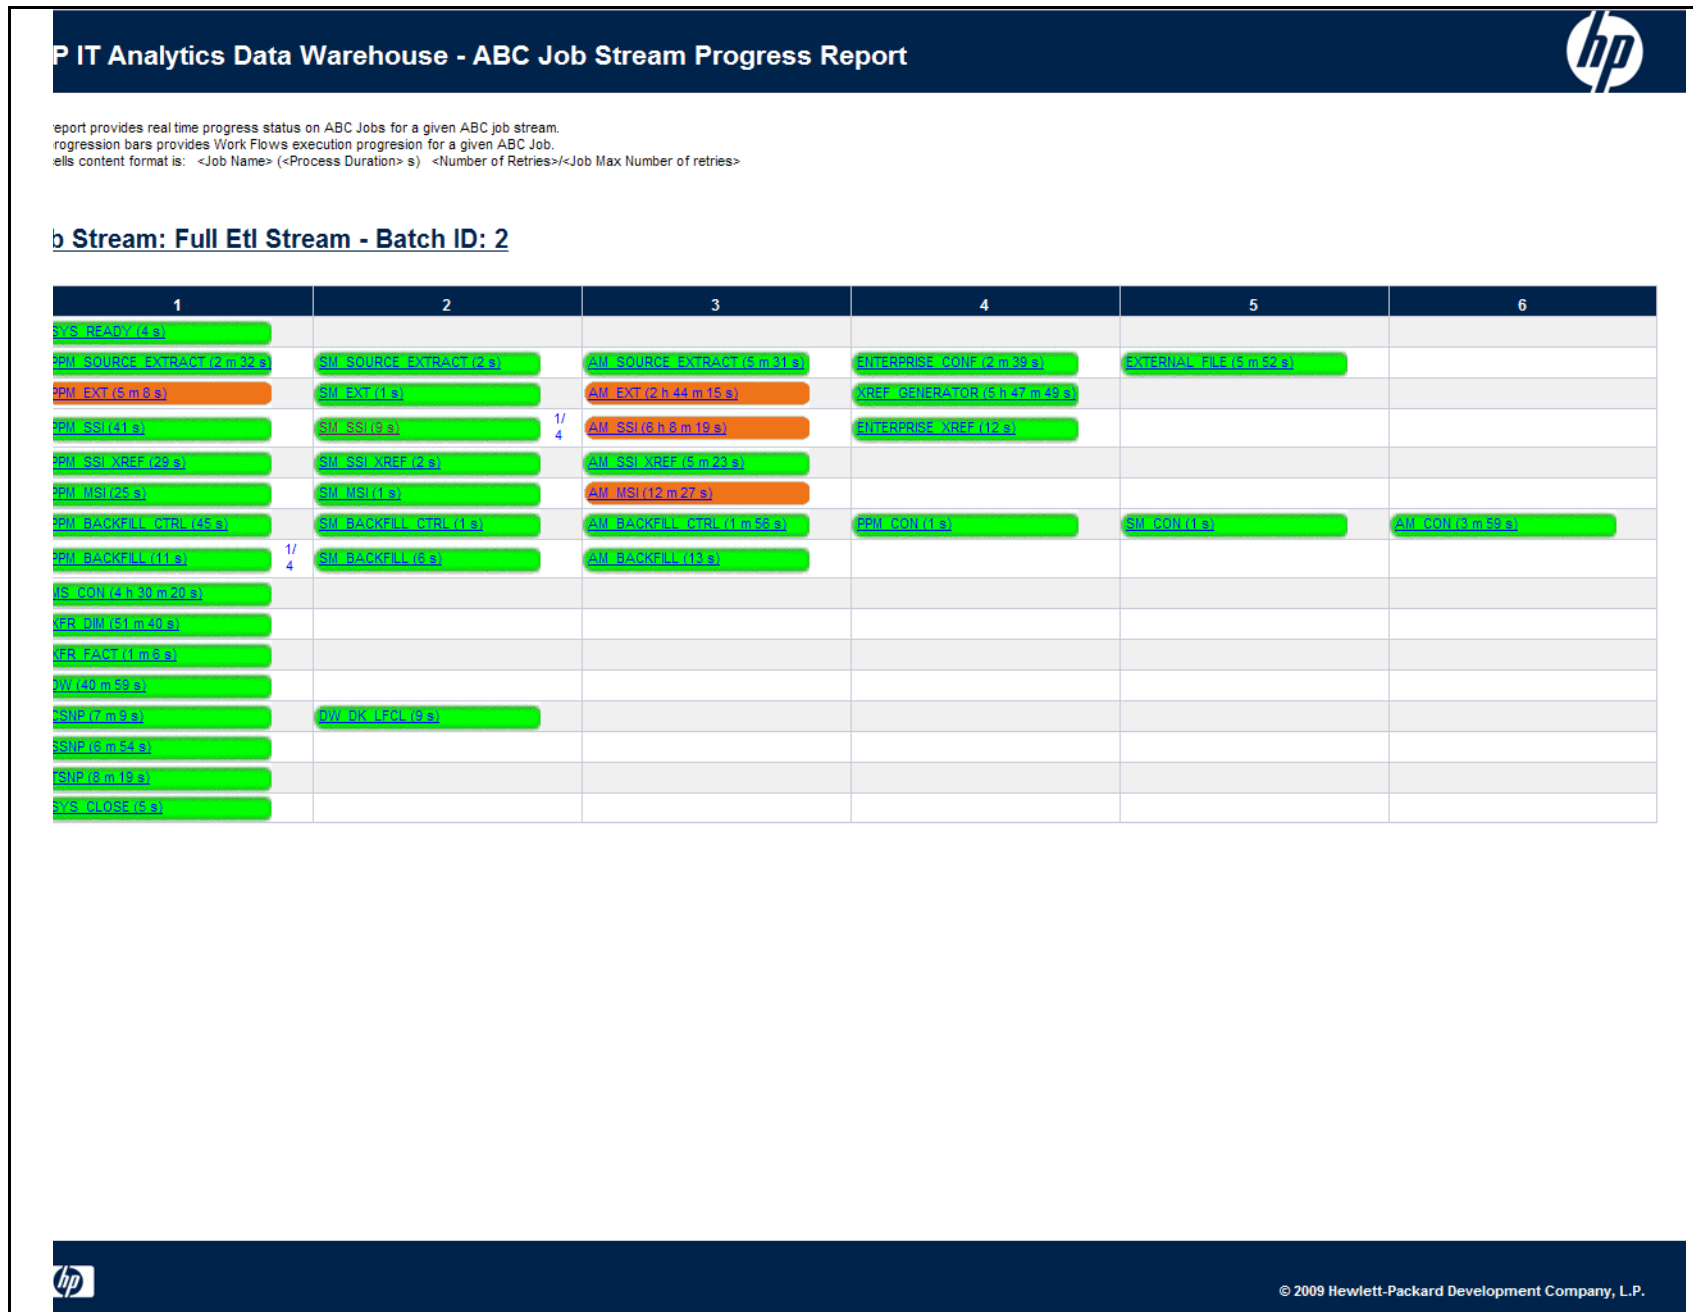 P IT Analytics Data Warehouse - ABC Job Stream Progress Report
hp
report provides real time progress status on ABC Jobs for a given ABC job stream.
rogression bars provides Work Flows execution progresion for a given ABC Job.
ells content format is: <Job Name> (<Process Duration> s) <Number of Retries>/<Job Max Number of retries>
b Stream: Full Etl Stream - Batch ID: 2
1 2 3 4 5 6
SYS_READY (4 s)
PPM_SOURCE_EXTRACT (2 m 32 s) SM_SOURCE_EXTRACT (2 s) AM_SOURCE_EXTRACT (5 m 31 s) ENTERPRISE_CONF (2 m 39 s) EXTERNAL_FILE (5 m 52 s)
PPM_EXT (5 m 8 s) SM_EXT (1 s) AM_EXT (2 h 44 m 15 s) XREF_GENERATOR (5 h 47 m 49 s)
PPM_SSI (41 s) SM_SSI (9 s) 1/4 AM_SSI (6 h 8 m 19 s) ENTERPRISE_XREF (12 s)
PPM_SSI_XREF (29 s) SM_SSI_XREF (2 s) AM_SSI_XREF (5 m 23 s)
PPM_MSI (25 s) SM_MSI (1 s) AM_MSI (12 m 27 s)
PPM_BACKFILL_CTRL (45 s) SM_BACKFILL_CTRL (1 s) AM_BACKFILL_CTRL (1 m 56 s) PPM_CON (1 s) SM_CON (1 s) AM_CON (3 m 59 s)
PPM_BACKFILL (11 s) 1/4 SM_BACKFILL (6 s) AM_BACKFILL (13 s)
MS_CON (4 h 30 m 20 s)
XFR_DIM (51 m 40 s)
XFR_FACT (1 m 6 s)
DW (40 m 59 s)
CSNP (7 m 9 s) DW_DK_LFCL (9 s)
SSNP (6 m 54 s)
TSNP (8 m 19 s)
SYS_CLOSE (5 s)
hp
© 2009 Hewlett-Packard Development Company, L.P.